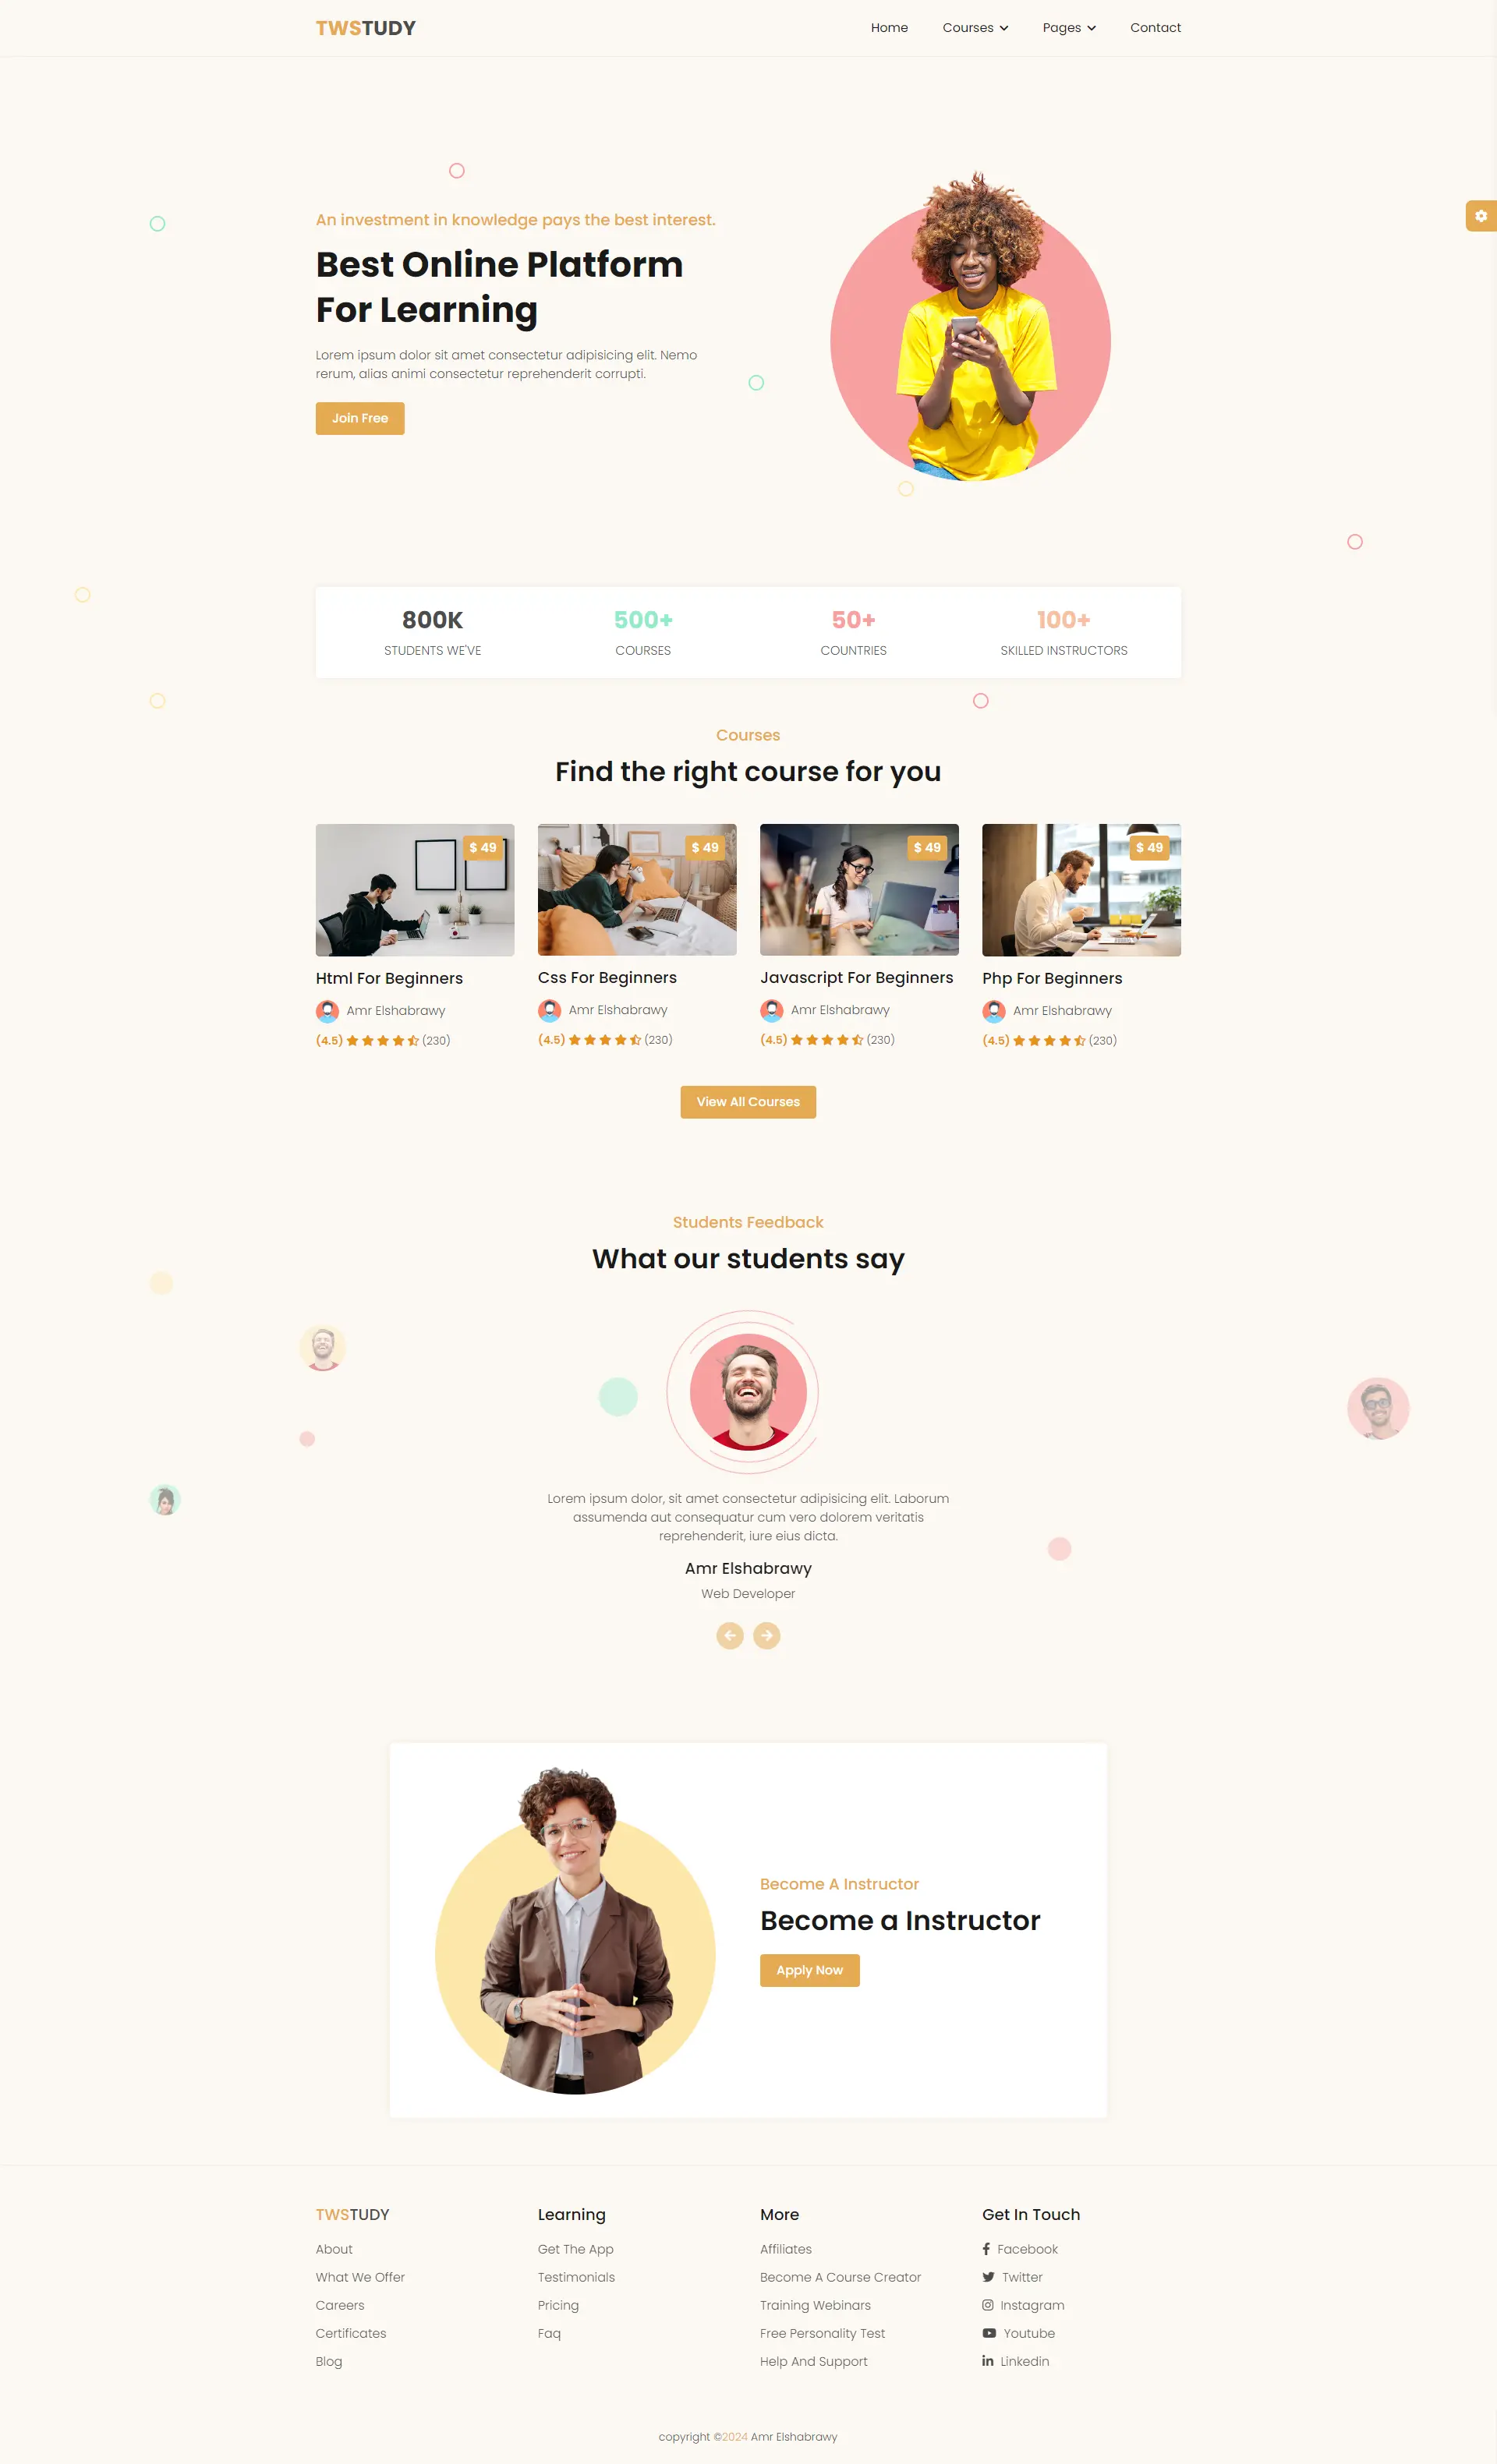 TWSTUDY
Home
Courses
Pages
Contact
An investment in knowledge pays the best interest.
Best Online Platform
For Learning
Lorem ipsum dolor sit amet consectetur adipisicing elit. Nemo
rerum, alias animi consectetur reprehenderit corrupti.
Join Free
800K
STUDENTS WE'VE
500+
COURSES
50+
COUNTRIES
100+
SKILLED INSTRUCTORS
Courses
Find the right course for you
$ 49
Html For Beginners
Amr Elshabrawy
(4.5) (230)
$ 49
Css For Beginners
Amr Elshabrawy
(4.5) (230)
$ 49
Javascript For Beginners
Amr Elshabrawy
(4.5) (230)
$ 49
Php For Beginners
Amr Elshabrawy
(4.5) (230)
View All Courses
Students Feedback
What our students say
Lorem ipsum dolor, sit amet consectetur adipisicing elit. Laborum
assumenda aut consequatur cum vero dolorem veritatis
reprehenderit, iure eius dicta.
Amr Elshabrawy
Web Developer
Become A Instructor
Become a Instructor
Apply Now
TWSTUDY
About
What We Offer
Careers
Certificates
Blog
Learning
Get The App
Testimonials
Pricing
Faq
More
Affiliates
Become A Course Creator
Training Webinars
Free Personality Test
Help And Support
Get In Touch
Facebook
Twitter
Instagram
Youtube
Linkedin
copyright ©2024 Amr Elshabrawy